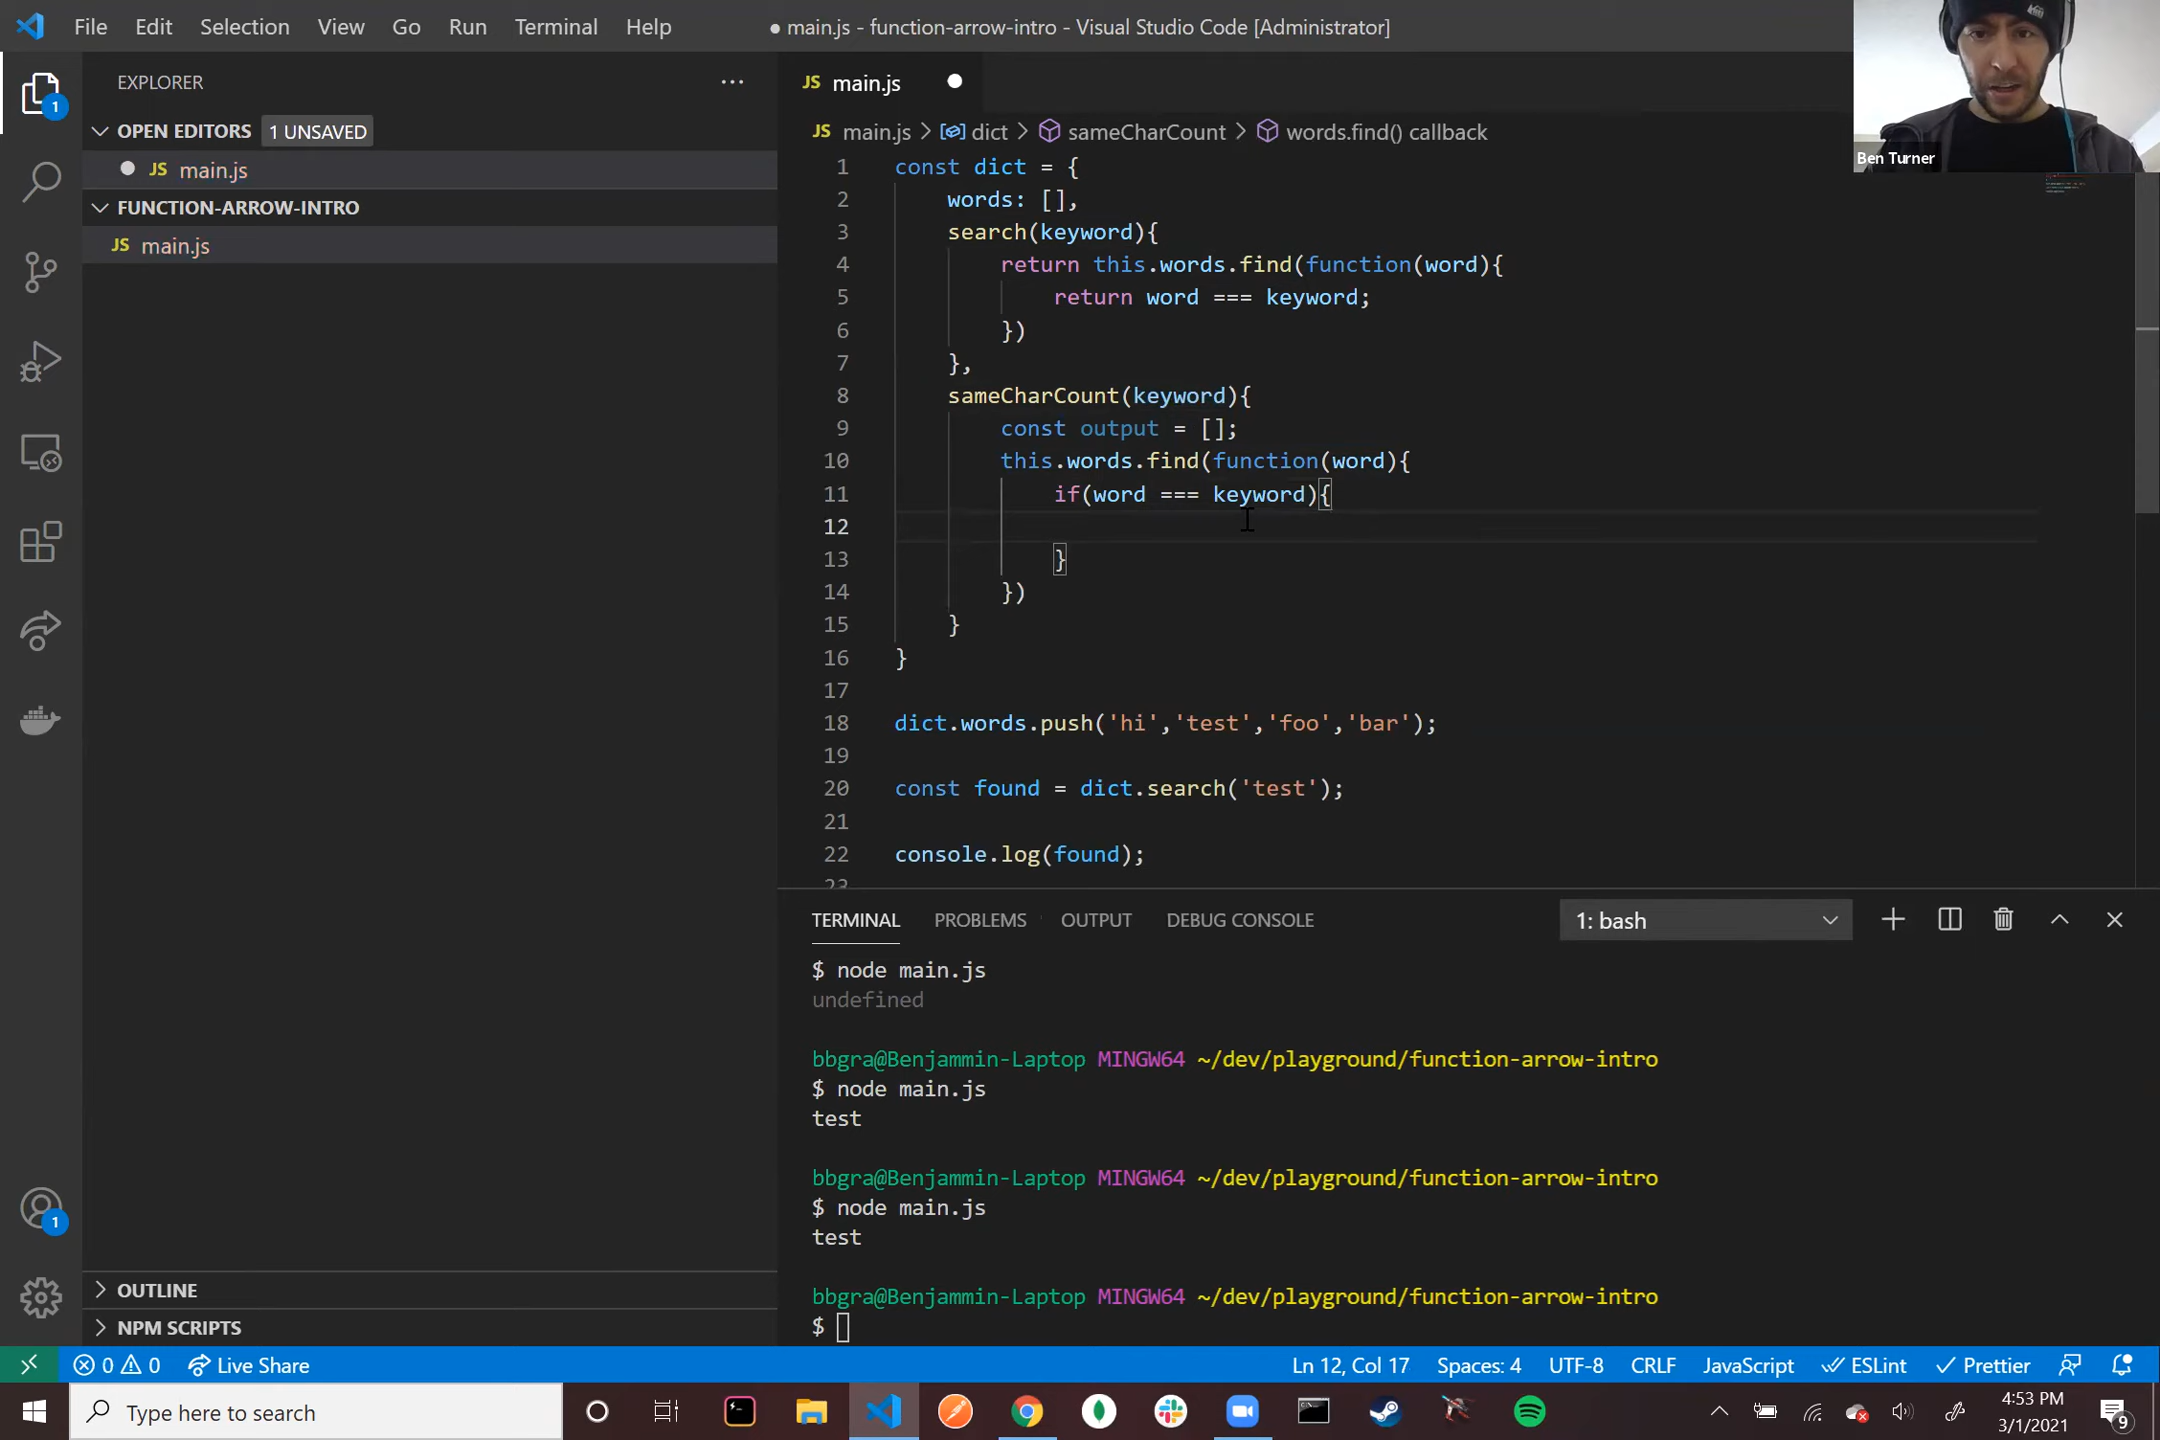 File Edit Selection View Go Run Terminal Help
● main.js - function-arrow-intro - Visual Studio Code [Administrator]
Ben Turner
EXPLORER
OPEN EDITORS 1 UNSAVED
JS main.js
FUNCTION-ARROW-INTRO
JS main.js
OUTLINE
NPM SCRIPTS
1
1
JS main.js
JS main.js > dict > sameCharCount > words.find() callback
1 const dict = {
2 words: [],
3 search(keyword){
4 return this.words.find(function(word){
5 return word === keyword;
6 })
7 },
8 sameCharCount(keyword){
9 const output = [];
10 this.words.find(function(word){
11 if(word === keyword){
12
13 }
14 })
15 }
16 }
17
18 dict.words.push('hi','test','foo','bar');
19
20 const found = dict.search('test');
21
22 console.log(found);
23
TERMINAL PROBLEMS OUTPUT DEBUG CONSOLE 1: bash
$ node main.js
undefined
bbgra@Benjammin-Laptop MINGW64 ~/dev/playground/function-arrow-intro
$ node main.js
test
bbgra@Benjammin-Laptop MINGW64 ~/dev/playground/function-arrow-intro
$ node main.js
test
bbgra@Benjammin-Laptop MINGW64 ~/dev/playground/function-arrow-intro
$
0 0 Live Share Ln 12, Col 17 Spaces: 4 UTF-8 CRLF JavaScript ESLint Prettier
Type here to search
4:53 PM
3/1/2021
9